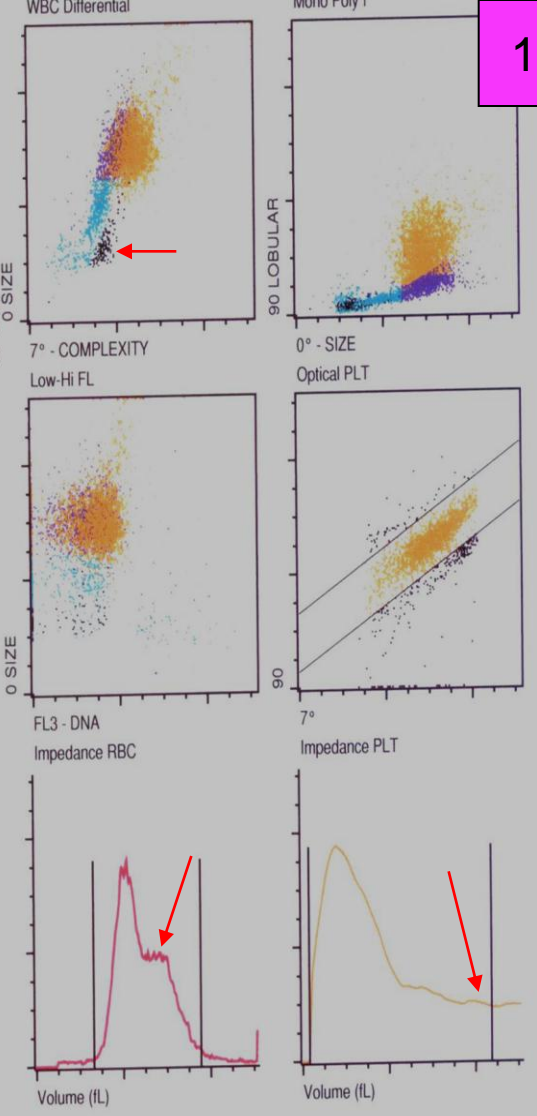 WBC Differential
Mono Poly I
1
0 SIZE
90 LOBULAR
7° - COMPLEXITY
0° - SIZE
Low-Hi FL
Optical PLT
0 SIZE
90
FL3 - DNA
7°
Impedance RBC
Impedance PLT
Volume (fL)
Volume (fL)